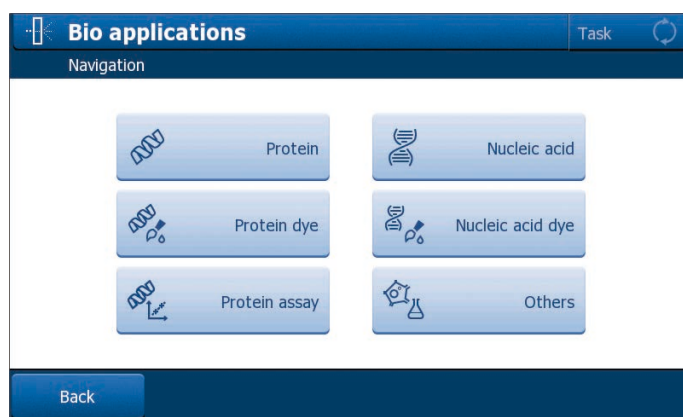 Bio applications
Task
Navigation
Protein
Nucleic acid
Protein dye
Nucleic acid dye
Protein assay
Others
Back